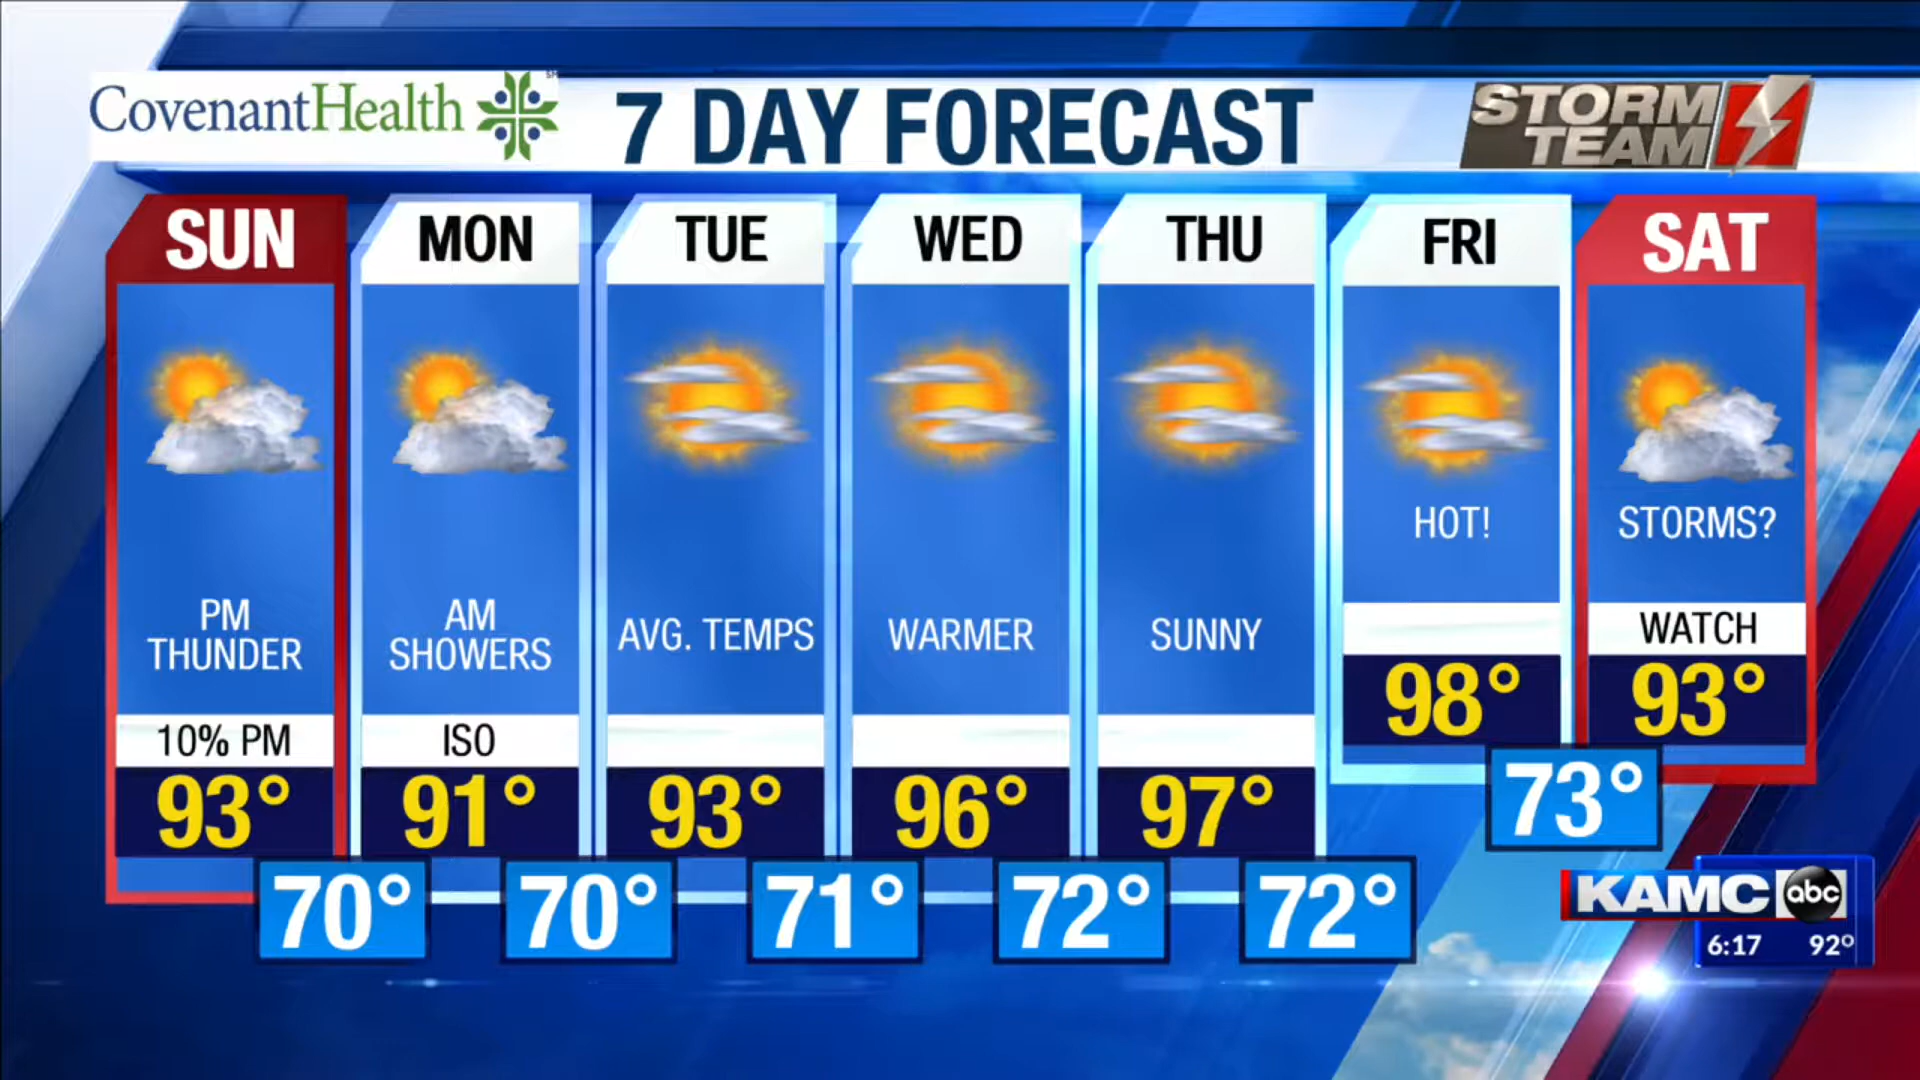 CovenantHealth SM
7 DAY FORECAST
STORM
TEAM
SUN
MON
TUE
WED
THU
FRI
SAT
PM
THUNDER
10% PM
93°
AM
SHOWERS
ISO
91°
AVG. TEMPS
93°
WARMER
96°
SUNNY
97°
HOT!
98°
STORMS?
WATCH
93°
70°
70°
71°
72°
72°
73°
KAMC abc
6:17 92°